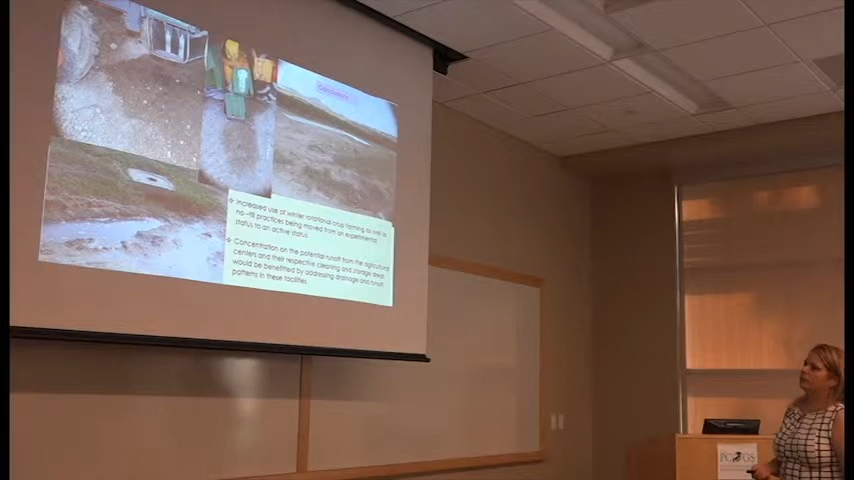 Conclusions
❖ Increased use of winter rotational crop farming as well as
no-till practices being moved from an experimental
status to an active status
❖ Concentration on the potential runoff from the agricultural
centers and their respective cleaning and storage areas
would be benefitted by addressing drainage and runoff
patterns in these facilities.